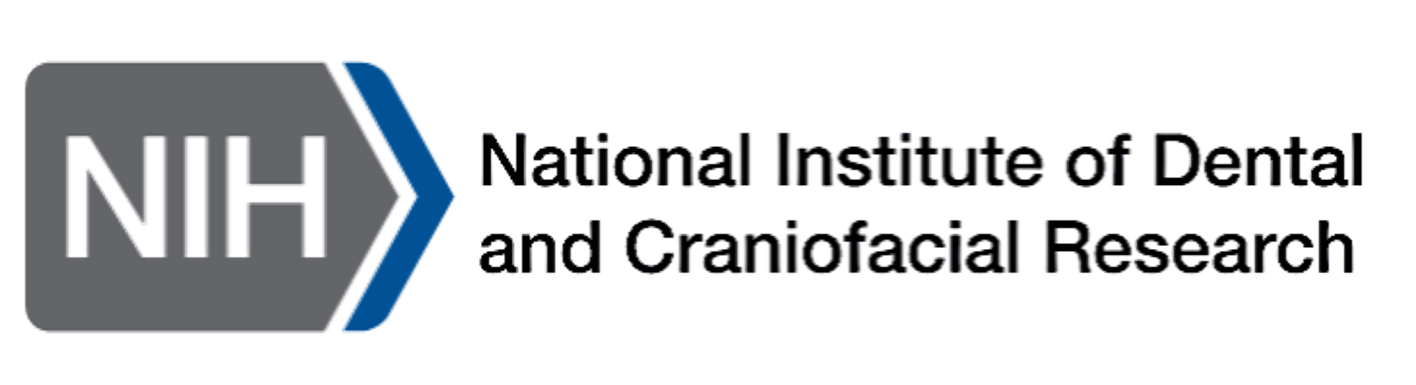 NIH
National Institute of Dental
and Craniofacial Research